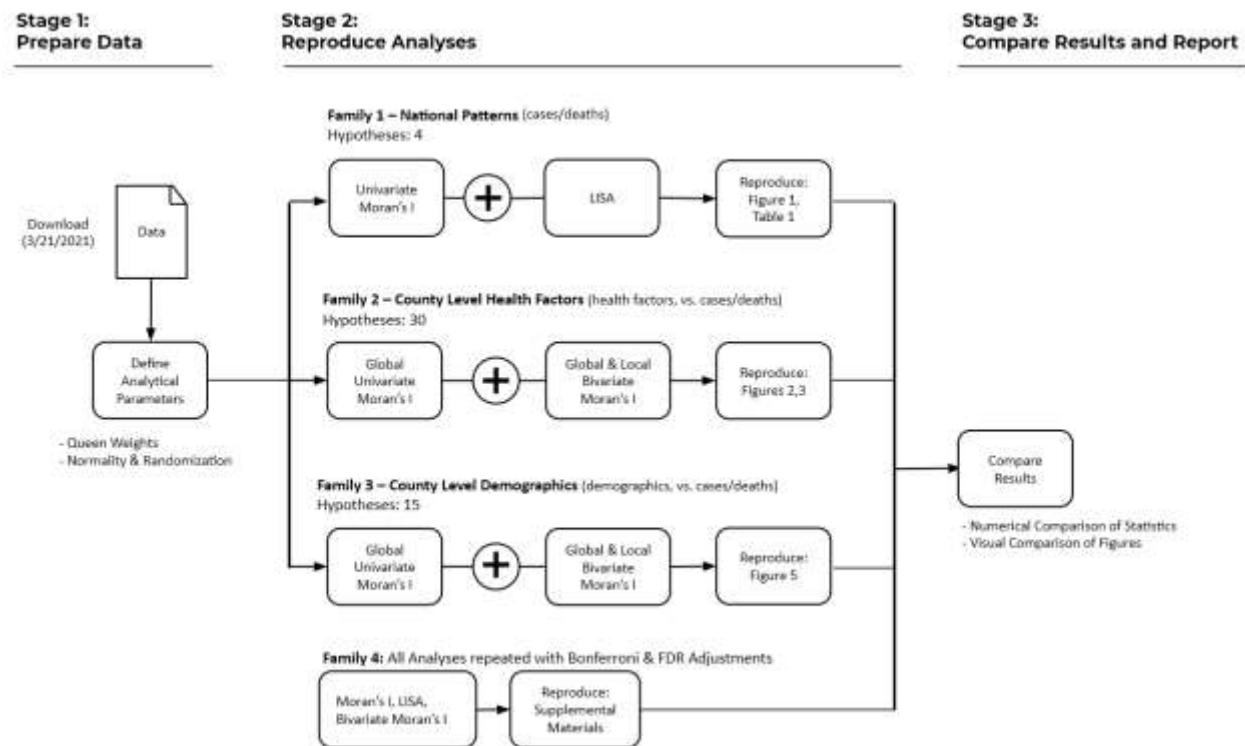 Stage 1:
Prepare Data
Stage 2:
Reproduce Analyses
Stage 3:
Compare Results and Report
Family 1 – National Patterns (cases/deaths)
Hypotheses: 4
Univariate
Moran's I
LISA
Reproduce:
Figure 1,
Table 1
Download
(3/21/2021)
Data
Family 2 – County Level Health Factors (health factors, vs. cases/deaths)
Hypotheses: 30
Define
Analytical
Parameters
Global
Univariate
Moran's I
Global & Local
Bivariate
Moran's I
Reproduce:
Figures 2,3
- Queen Weights
- Normality & Randomization
Compare
Results
- Numerical Comparison of Statistics
- Visual Comparison of Figures
Family 3 – County Level Demographics (demographics, vs. cases/deaths)
Hypotheses: 15
Global
Univariate
Moran's I
Global & Local
Bivariate
Moran's I
Reproduce:
Figure 5
Family 4: All Analyses repeated with Bonferroni & FDR Adjustments
Moran's I, LISA,
Bivariate Moran's I
Reproduce:
Supplemental
Materials